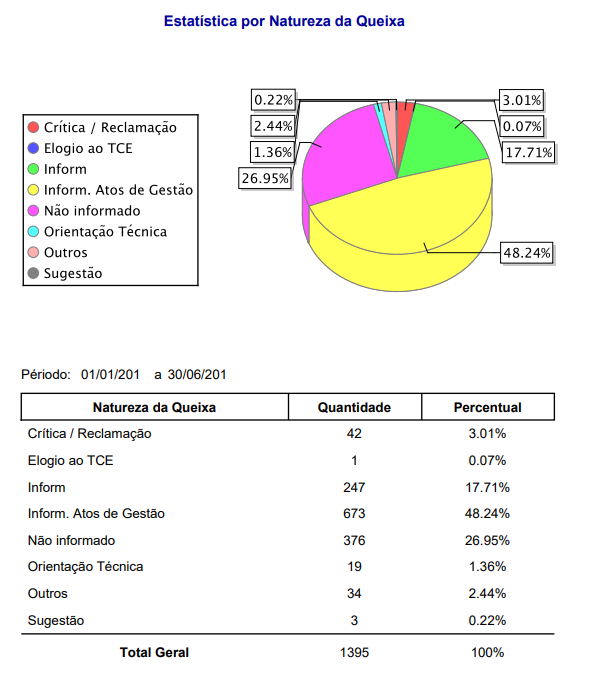 Estatística por Natureza da Queixa
Crítica / Reclamação
Elogio ao TCE
Inform
Inform. Atos de Gestão
Não informado
Orientação Técnica
Outros
Sugestão
0.22%
2.44%
1.36%
26.95%
3.01%
0.07%
17.71%
48.24%
Período: 01/01/201 a 30/06/201
Natureza da Queixa Quantidade Percentual
Crítica / Reclamação 42 3.01%
Elogio ao TCE 1 0.07%
Inform 247 17.71%
Inform. Atos de Gestão 673 48.24%
Não informado 376 26.95%
Orientação Técnica 19 1.36%
Outros 34 2.44%
Sugestão 3 0.22%
Total Geral 1395 100%